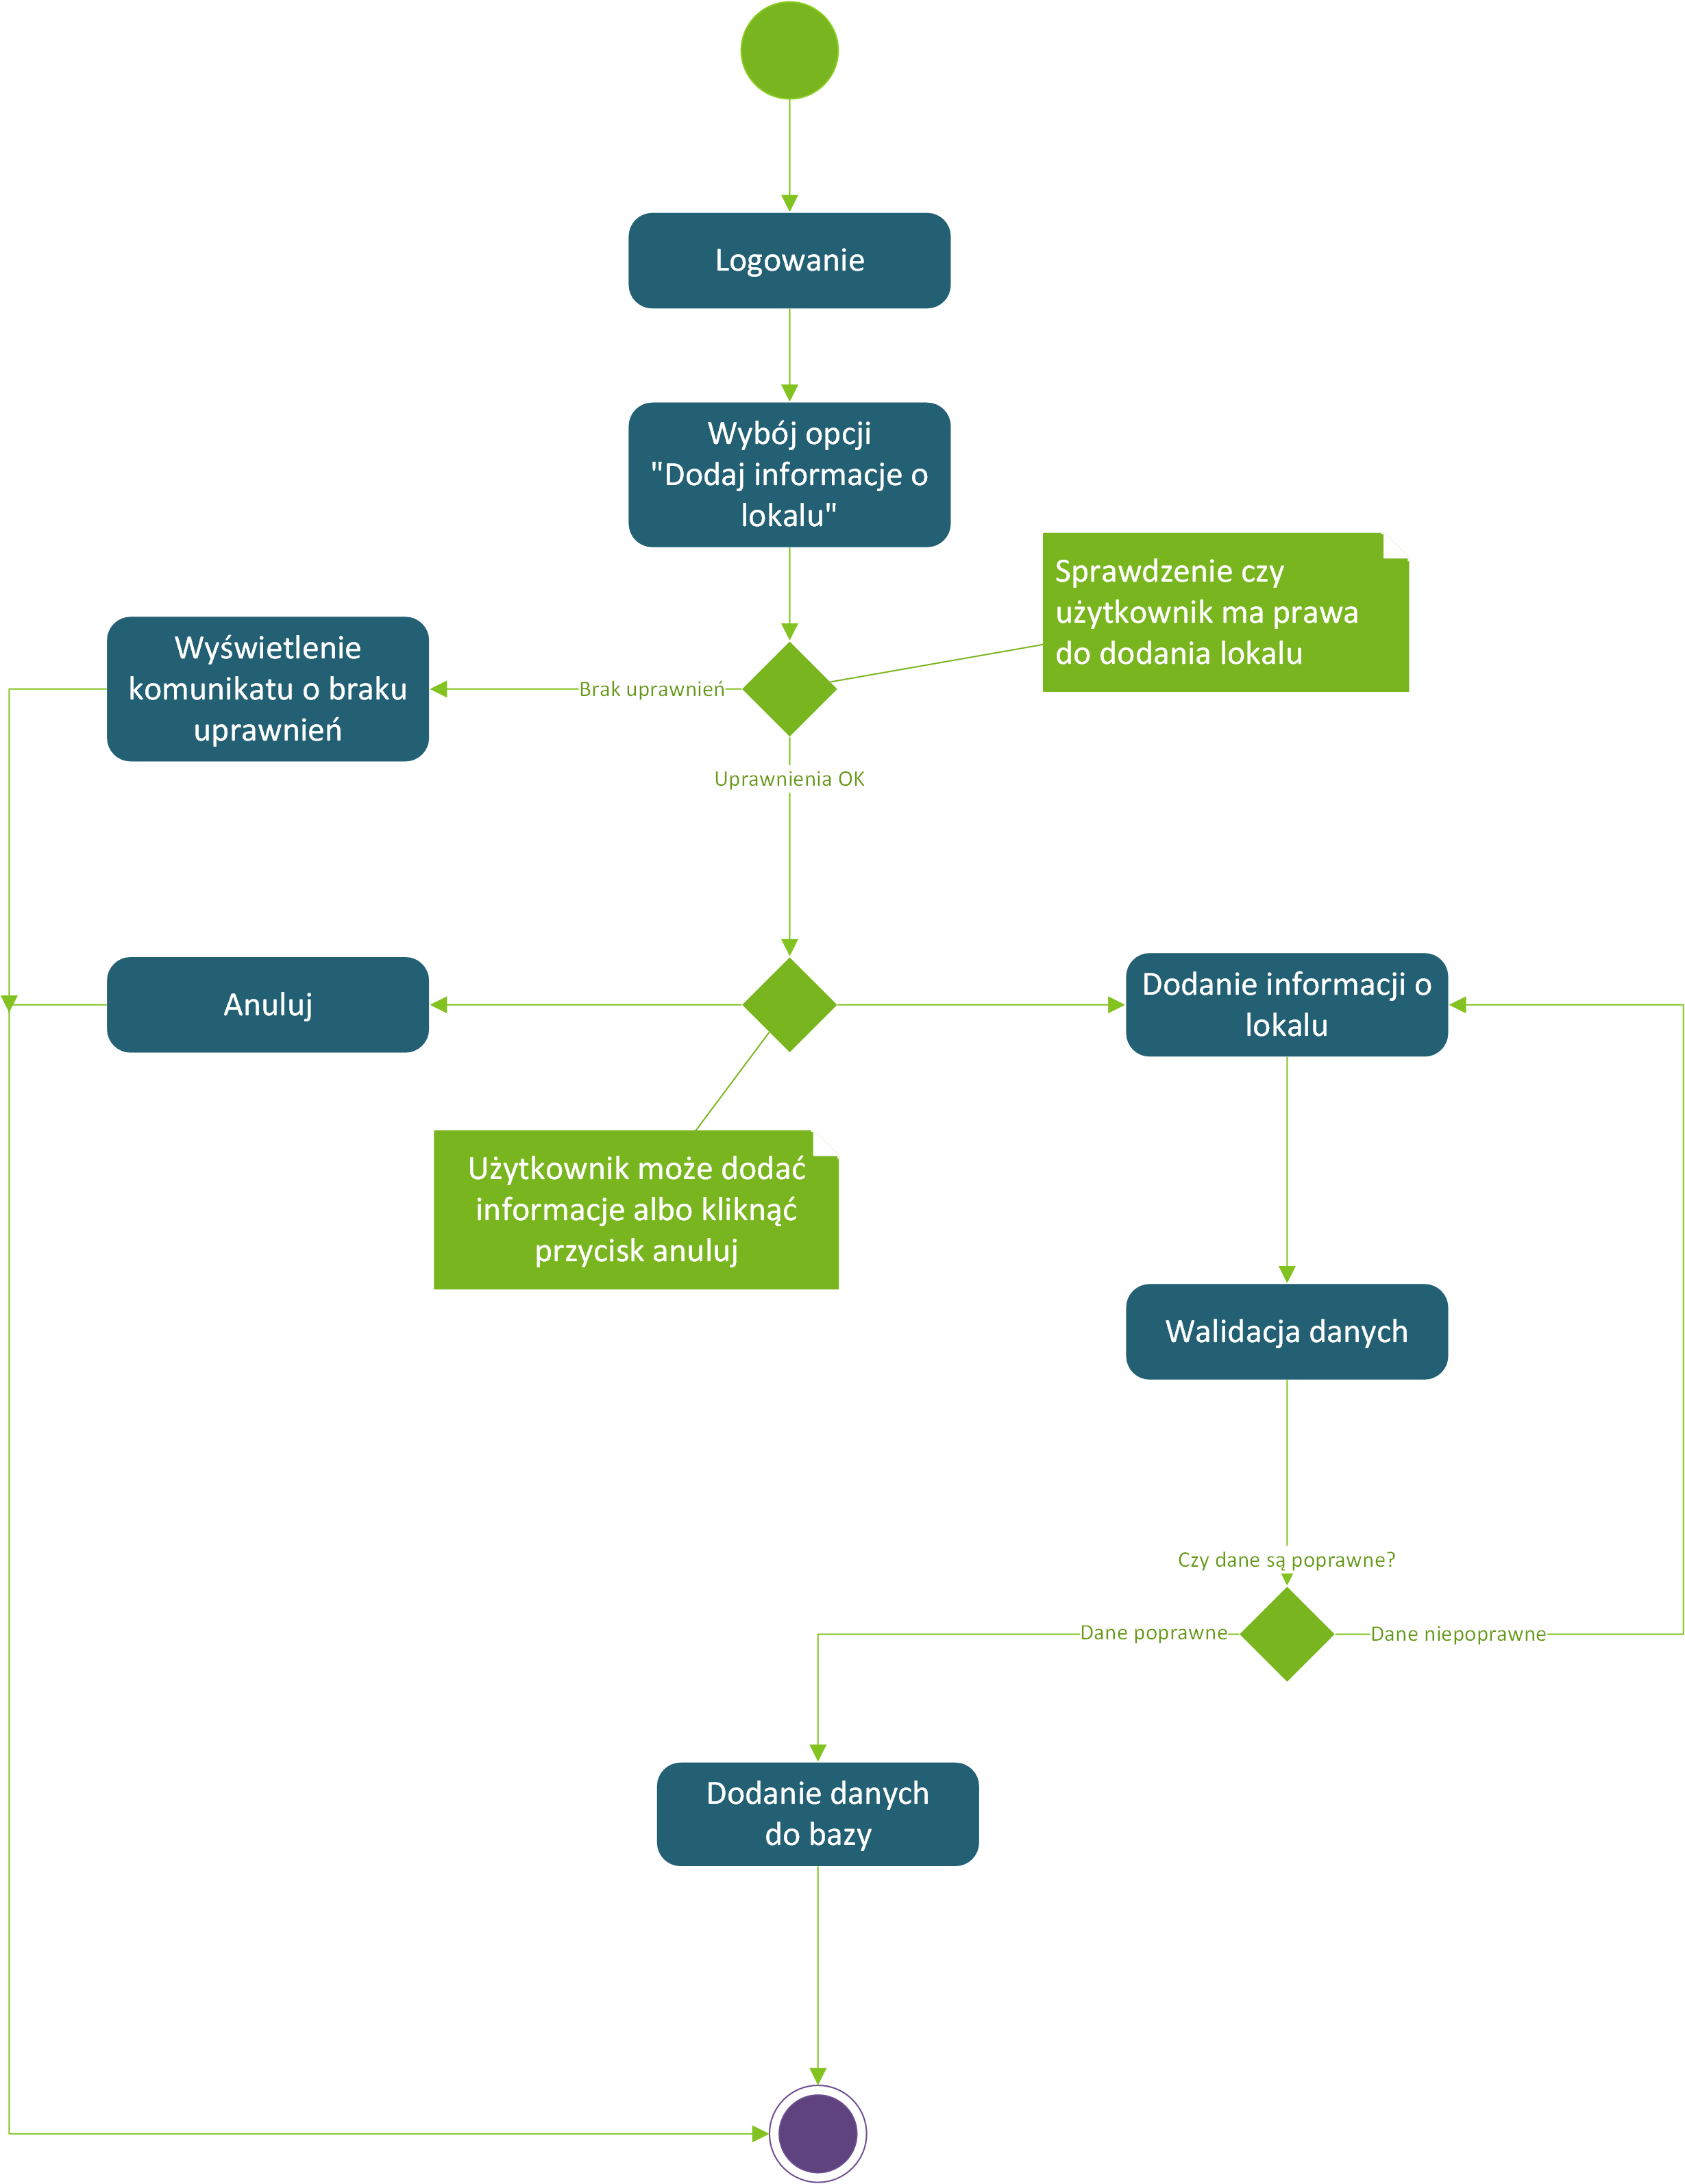 Logowanie
Wybój opcji
"Dodaj informacje o
lokalu"
Sprawdzenie czy
użytkownik ma prawa
do dodania lokalu
Wyświetlenie
komunikatu o braku
uprawnień
Brak uprawnień
Uprawnienia OK
Anuluj
Dodanie informacji o
lokalu
Użytkownik może dodać
informacje albo kliknąć
przycisk anuluj
Walidacja danych
Czy dane są poprawne?
Dane poprawne
Dane niepoprawne
Dodanie danych
do bazy